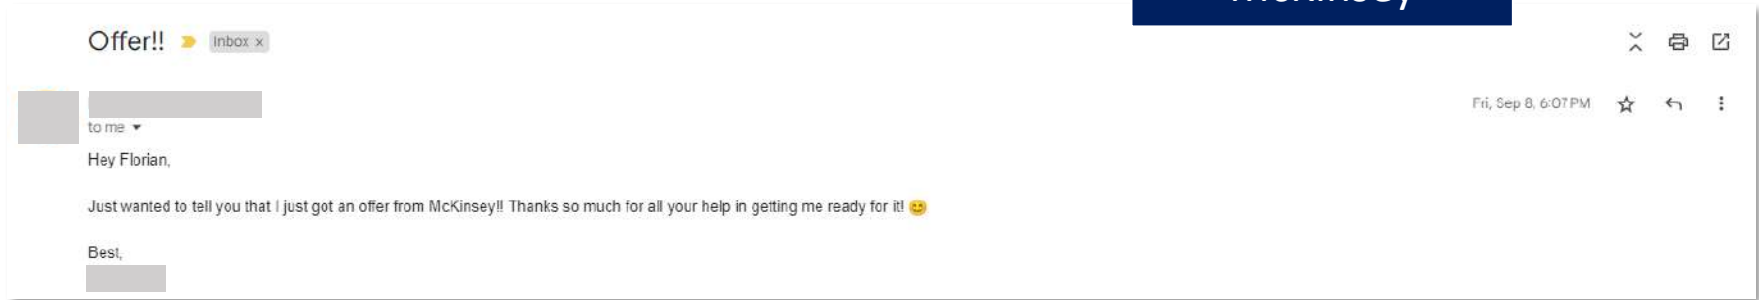 McKinsey
Offer!! Inbox x
Fri, Sep 8, 6:07 PM
to me
Hey Florian,
Just wanted to tell you that I just got an offer from McKinsey!! Thanks so much for all your help in getting me ready for it! 😊
Best,